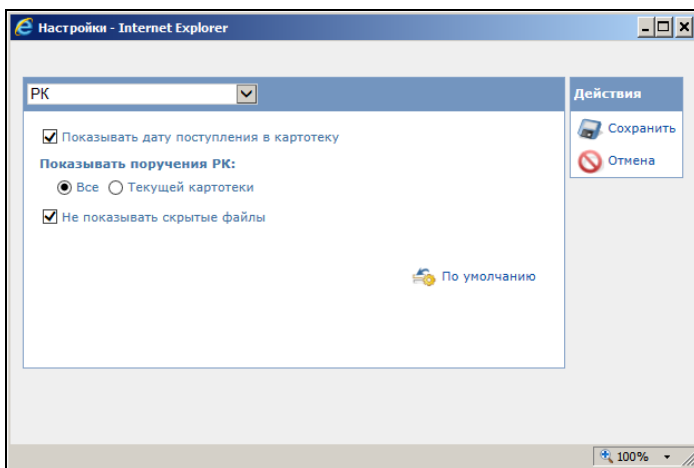 Настройки - Internet Explorer
РК
Действия
Показывать дату поступления в картотеку
Сохранить
Показывать поручения РК:
Отмена
Все Текущей картотеки
Не показывать скрытые файлы
По умолчанию
100%